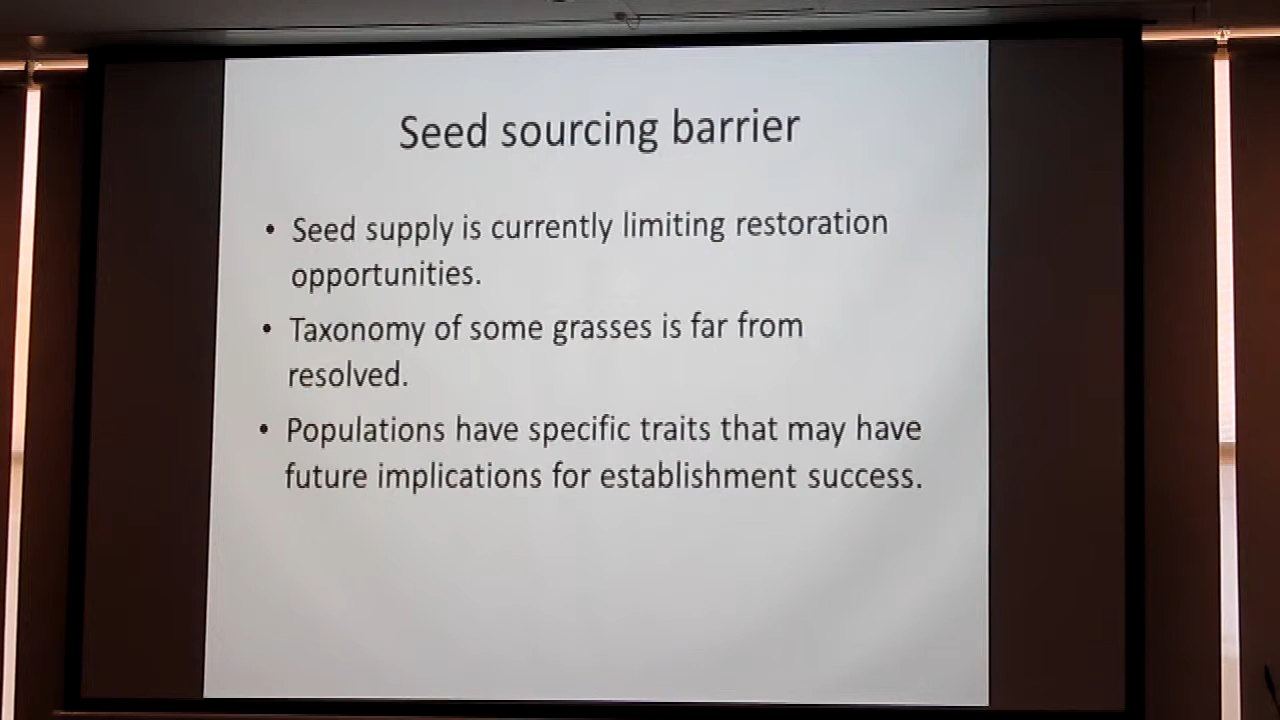 Seed sourcing barrier
• Seed supply is currently limiting restoration
opportunities.
• Taxonomy of some grasses is far from
resolved.
• Populations have specific traits that may have
future implications for establishment success.